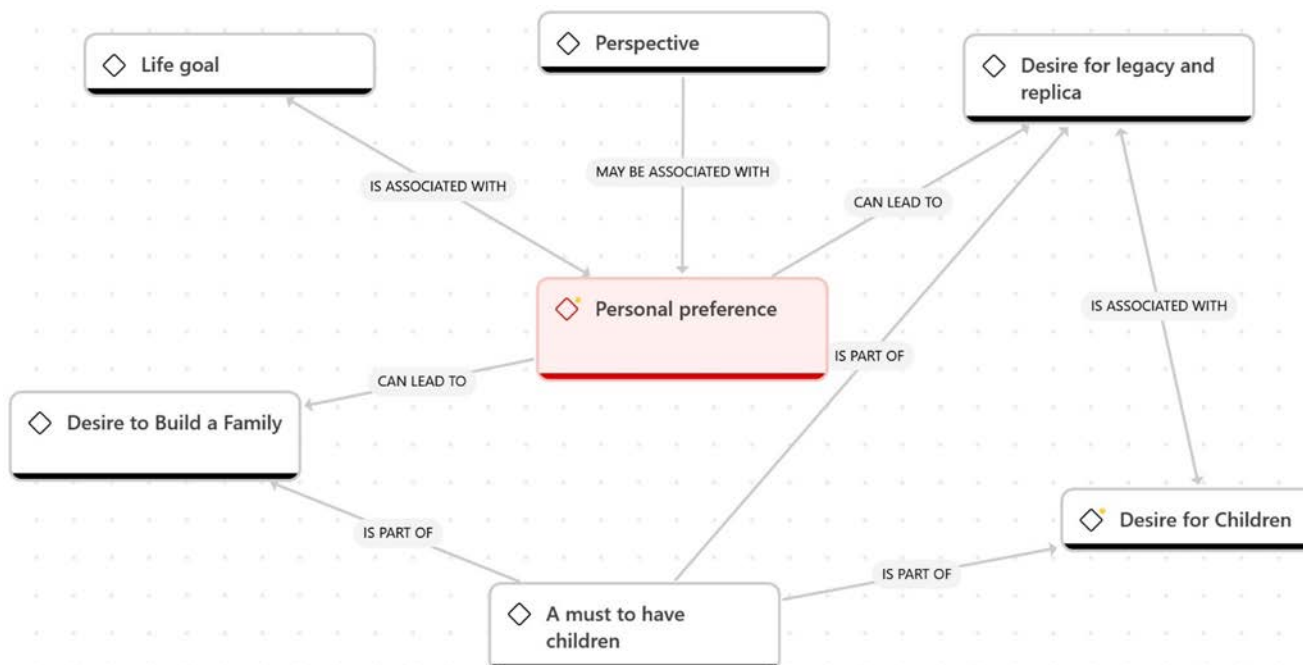 Life goal
Perspective
Desire for legacy and
replica
IS ASSOCIATED WITH
MAY BE ASSOCIATED WITH
CAN LEAD TO
Personal preference
IS ASSOCIATED WITH
IS PART OF
CAN LEAD TO
Desire to Build a Family
Desire for Children
IS PART OF
IS PART OF
A must to have
children